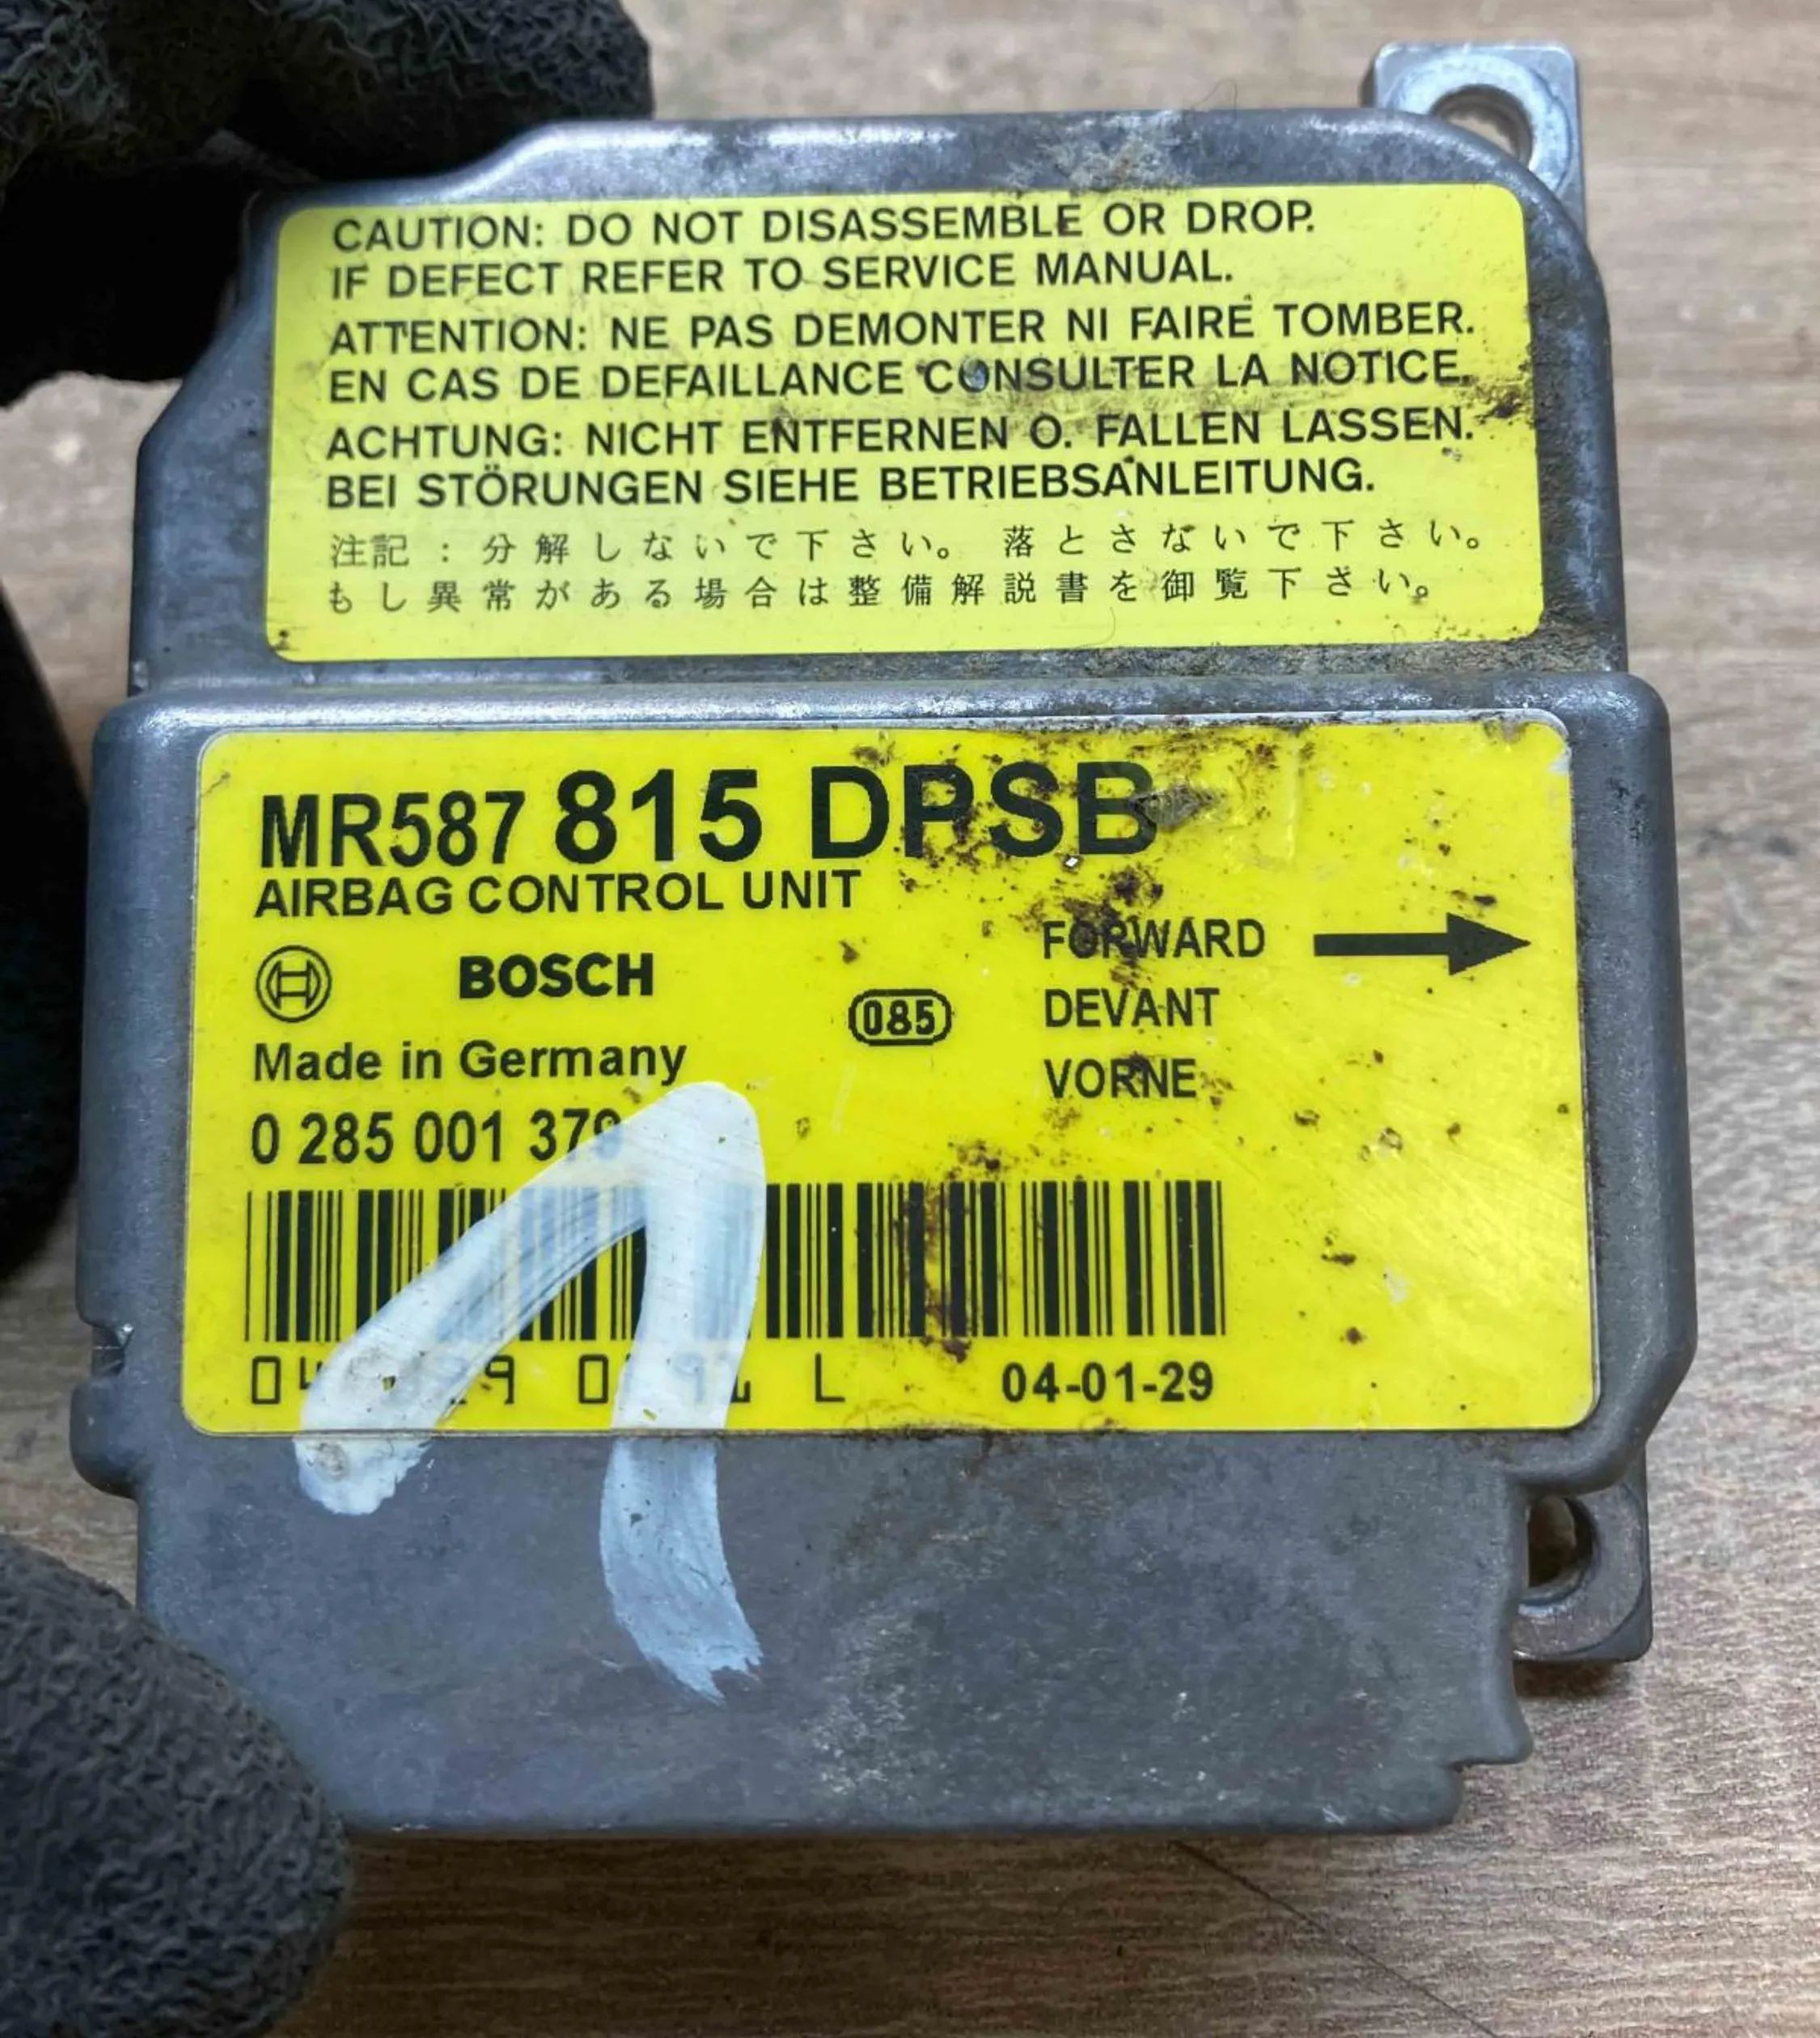 CAUTION: DO NOT DISASSEMBLE OR DROP.
IF DEFECT REFER TO SERVICE MANUAL.
ATTENTION: NE PAS DEMONTER NI FAIRE TOMBER.
EN CAS DE DEFAILLANCE CONSULTER LA NOTICE.
ACHTUNG: NICHT ENTFERNEN O. FALLEN LASSEN.
BEI STÖRUNGEN SIEHE BETRIEBSANLEITUNG.
注記：分解しないで下さい。 落とさないで下さい。
もし異常がある場合は整備解説書を御覧下さい。
MR587 815 DPSB
AIRBAG CONTROL UNIT
BOSCH
Made in Germany
085
FORWARD
DEVANT
VORNE
0 285 001 379
L
04-01-29